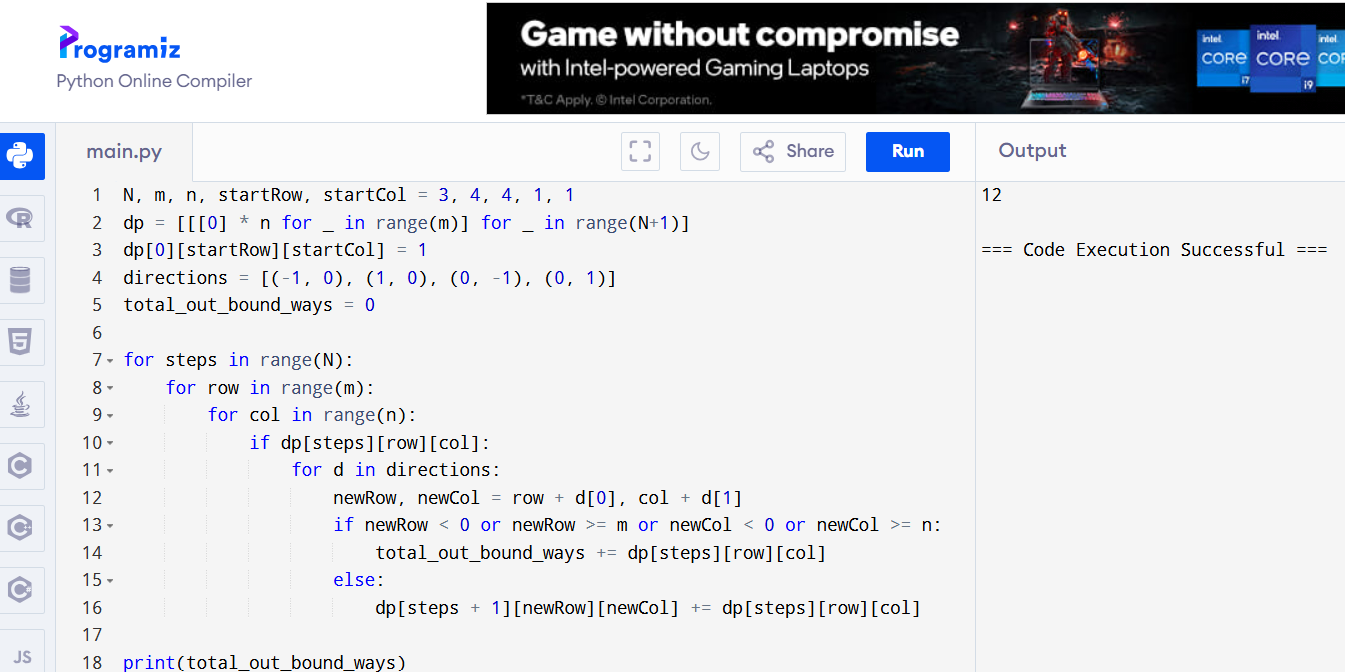 Programiz
Python Online Compiler
Game without compromise
with Intel-powered Gaming Laptops
*T&C Apply. © Intel Corporation.
intel.
CORE
i7
intel.
CORE
i9
intel.
COR
main.py
Share
Run
Output
1 N, m, n, startRow, startCol = 3, 4, 4, 1, 1
2 dp = [[[0] * n for _ in range(m)] for _ in range(N+1)]
3 dp[0][startRow][startCol] = 1
4 directions = [(-1, 0), (1, 0), (0, -1), (0, 1)]
5 total_out_bound_ways = 0
6
7 for steps in range(N):
8     for row in range(m):
9         for col in range(n):
10             if dp[steps][row][col]:
11                 for d in directions:
12                     newRow, newCol = row + d[0], col + d[1]
13                     if newRow < 0 or newRow >= m or newCol < 0 or newCol >= n:
14                         total_out_bound_ways += dp[steps][row][col]
15                     else:
16                         dp[steps + 1][newRow][newCol] += dp[steps][row][col]
17
18 print(total_out_bound_ways)
12
=== Code Execution Successful ===
R
5
C
C
C
JS